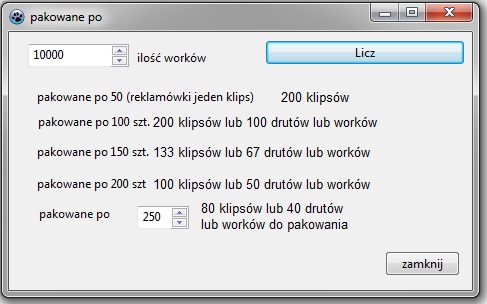 pakowane po
10000 ilość worków Licz
pakowane po 50 (reklamówki jeden klips) 200 klipsów
pakowane po 100 szt. 200 klipsów lub 100 drutów lub worków
pakowane po 150 szt. 133 klipsów lub 67 drutów lub worków
pakowane po 200 szt 100 klipsów lub 50 drutów lub worków
pakowane po 250 80 klipsów lub 40 drutów
lub worków do pakowania
zamknij